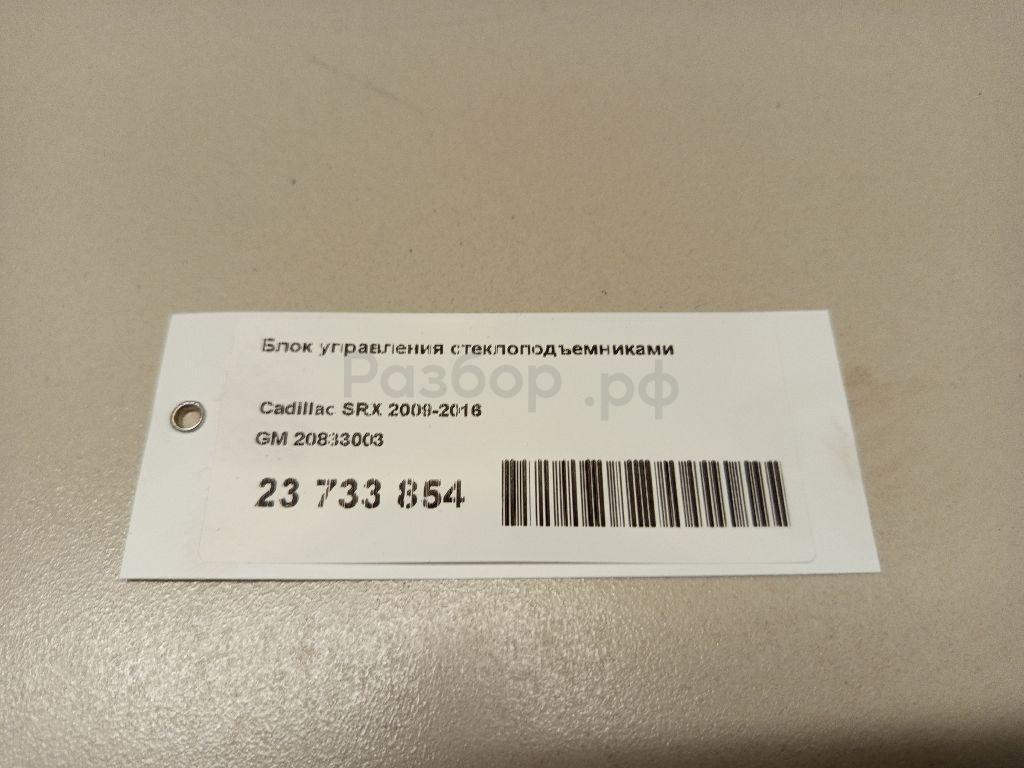 Блок управления стеклоподъемниками
Разбор.рф
Cadillac SRX 2009-2016
GM 20833003
23 733 854